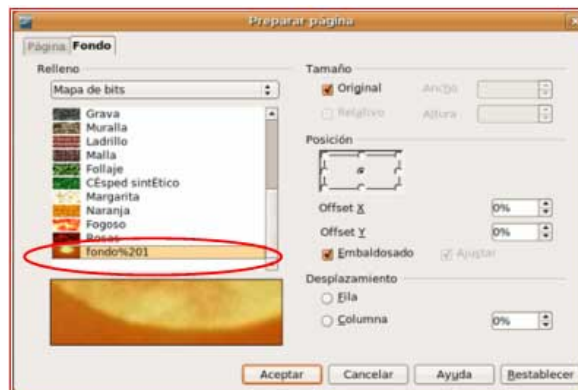 Preparar página
Página Fondo
Relleno
Mapa de bits
Grava
Muralla
Ladrillo
Malla
Follaje
CÉsped sintÉtico
Margarita
Naranja
Fogoso
Rosas
fondo%201
Tamaño
Original Ancho
Relativo Altura
Posición
Offset X 0%
Offset Y 0%
Embaldosado Ajustar
Desplazamiento
Fila
Columna 0%
Aceptar Cancelar Ayuda Restablecer